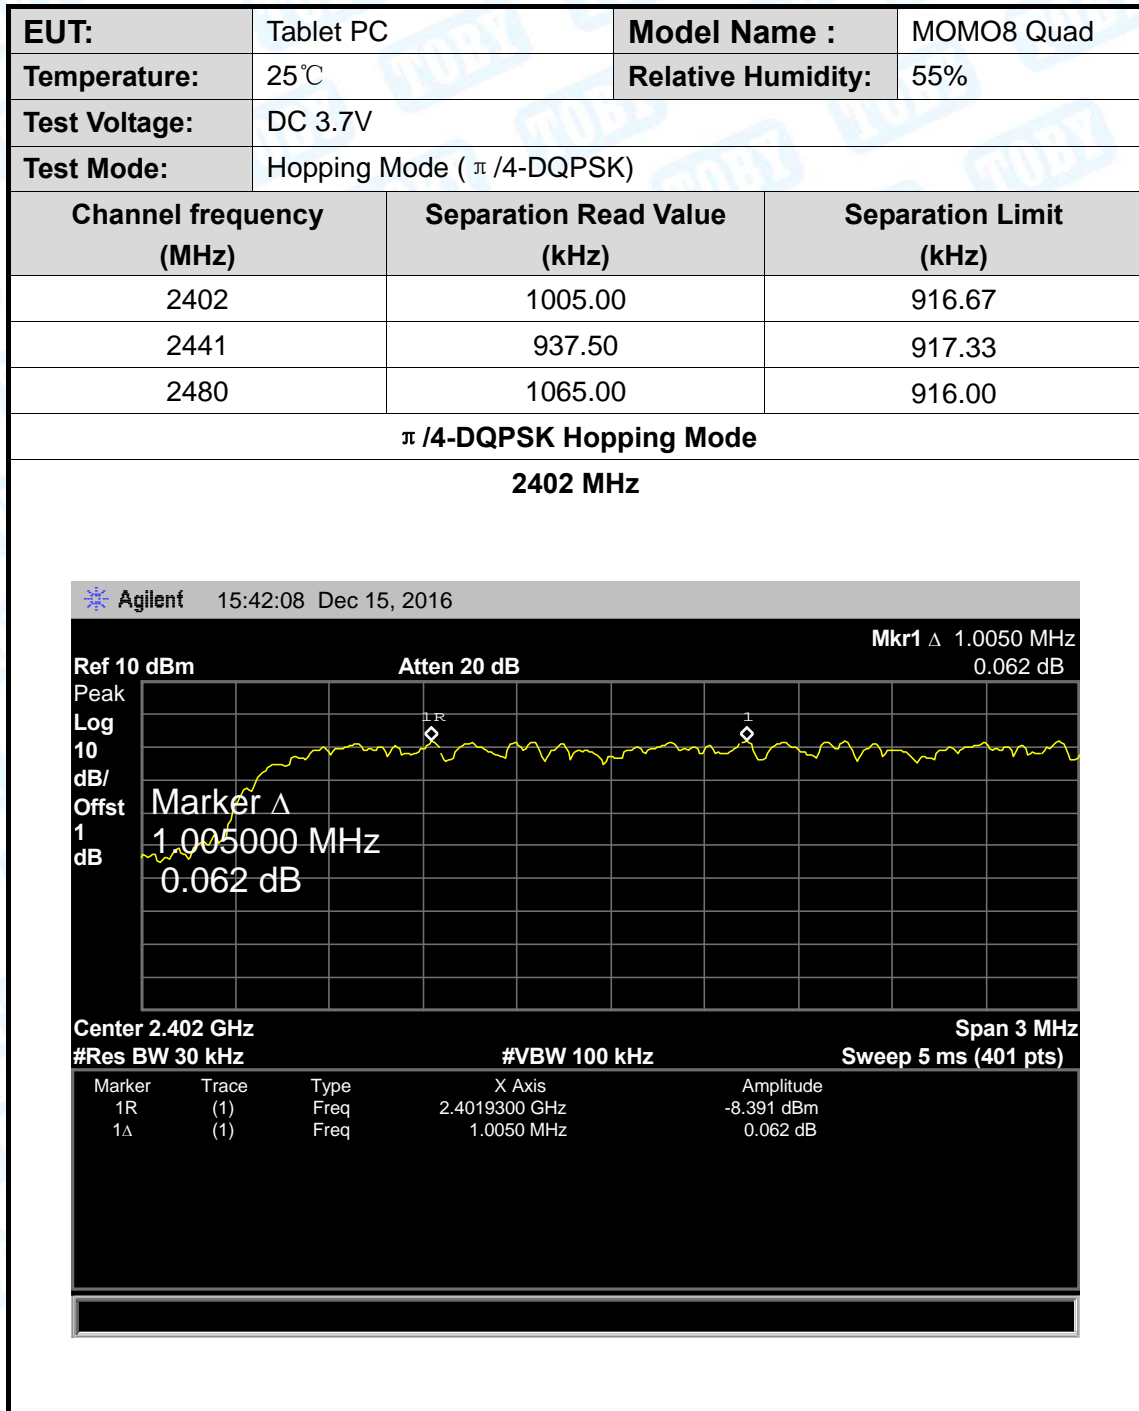 EUT: Tablet PC Model Name : MOMO8 Quad
Temperature: 25℃ Relative Humidity: 55%
Test Voltage: DC 3.7V
Test Mode: Hopping Mode ( π /4-DQPSK)
Channel frequency Separation Read Value Separation Limit
(MHz) (kHz) (kHz)
2402 1005.00 916.67
2441 937.50 917.33
2480 1065.00 916.00
π /4-DQPSK Hopping Mode
2402 MHz
Agilent 15:42:08 Dec 15, 2016
Mkr1 Δ 1.0050 MHz
Ref 10 dBm Atten 20 dB 0.062 dB
Peak
Log
10
dB/
Offst
1
dB
1R 1
Marker Δ
1.005000 MHz
0.062 dB
Center 2.402 GHz Span 3 MHz
#Res BW 30 kHz #VBW 100 kHz Sweep 5 ms (401 pts)
Marker Trace Type X Axis Amplitude
1R (1) Freq 2.4019300 GHz -8.391 dBm
1Δ (1) Freq 1.0050 MHz 0.062 dB
TOBY